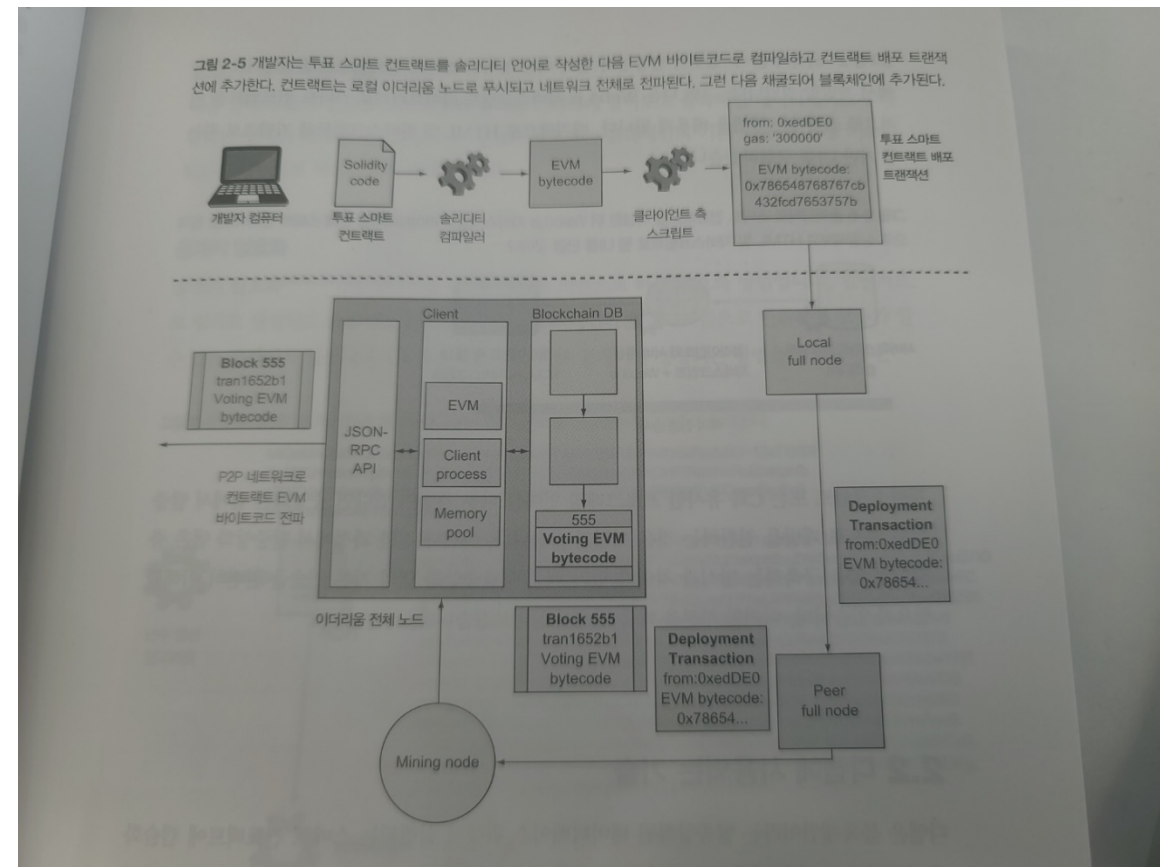 그림 2-5 개발자는 투표 스마트 컨트랙트를 솔리디티 언어로 작성한 다음 EVM 바이트코드로 컴파일하고 컨트랙트 배포 트랜잭
션에 추가한다. 컨트랙트는 로컬 이더리움 노드로 푸시되고 네트워크 전체로 전파된다. 그런 다음 채굴되어 블록체인에 추가된다.
개발자 컴퓨터
Solidity
code
투표 스마트
컨트랙트
솔리디티
컴파일러
EVM
bytecode
클라이언트 측
스크립트
from: 0xedDE0
gas: '300000'
EVM bytecode:
0x786548768767cb
432fcd7653757b
투표 스마트
컨트랙트 배포
트랜잭션
Block 555
tran1652b1
Voting EVM
bytecode
P2P 네트워크로
컨트랙트 EVM
바이트코드 전파
JSON-
RPC
API
Client
EVM
Client
process
Memory
pool
Blockchain DB
555
Voting EVM
bytecode
이더리움 전체 노드
Local
full node
Deployment
Transaction
from:0xedDE0
EVM bytecode:
0x78654...
Block 555
tran1652b1
Voting EVM
bytecode
Deployment
Transaction
from:0xedDE0
EVM bytecode:
0x78654...
Peer
full node
Mining node